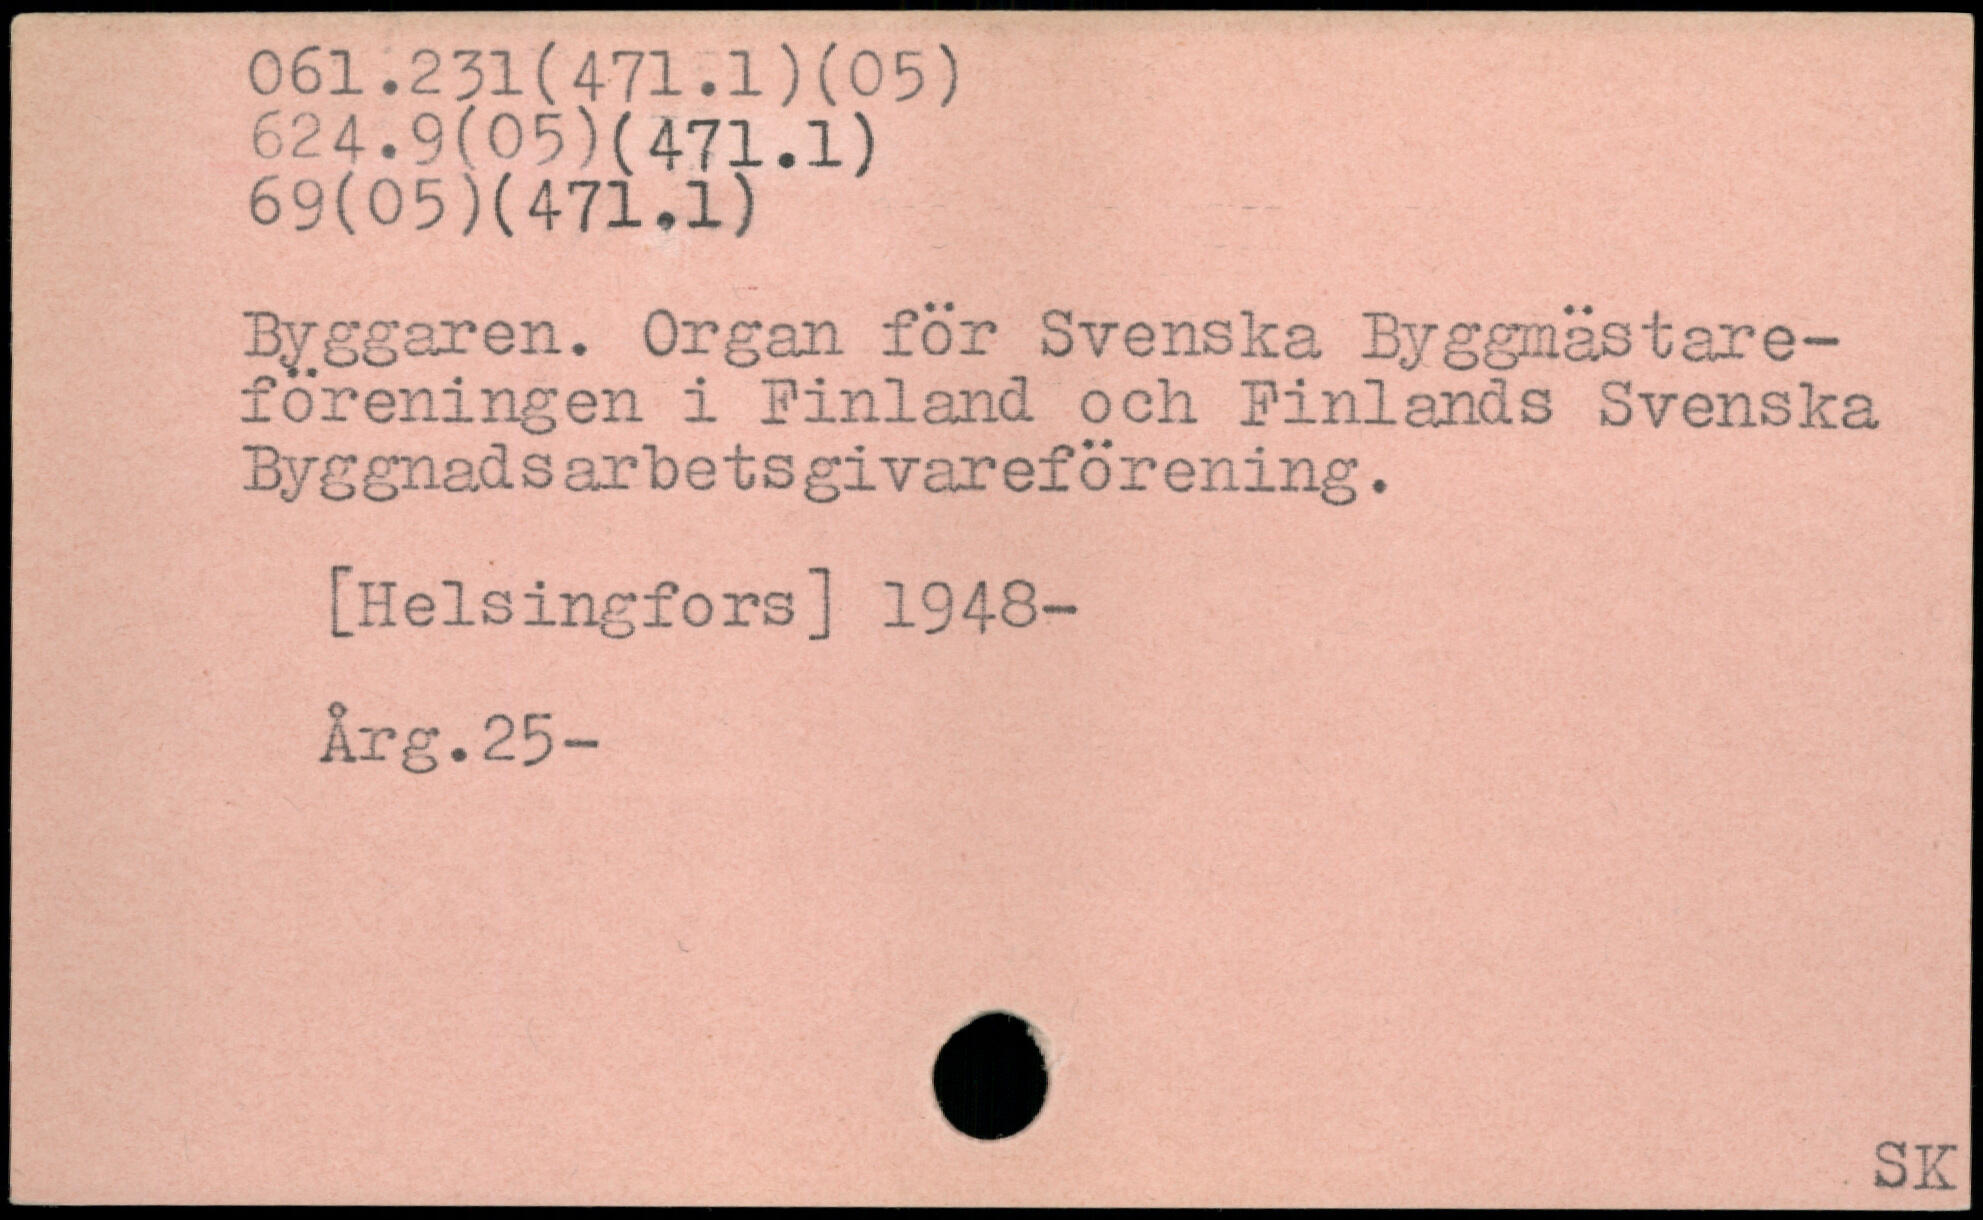 061.231(471.1)(05)
624.9(05)(471.1)
69(05)(471.1)
Byggaren. Organ för Svenska Byggmästare-
föreningen i Finland och Finlands Svenska
Byggnadsarbetsgivareförening.
[Helsingfors] 1948-
Årg.25-
SK